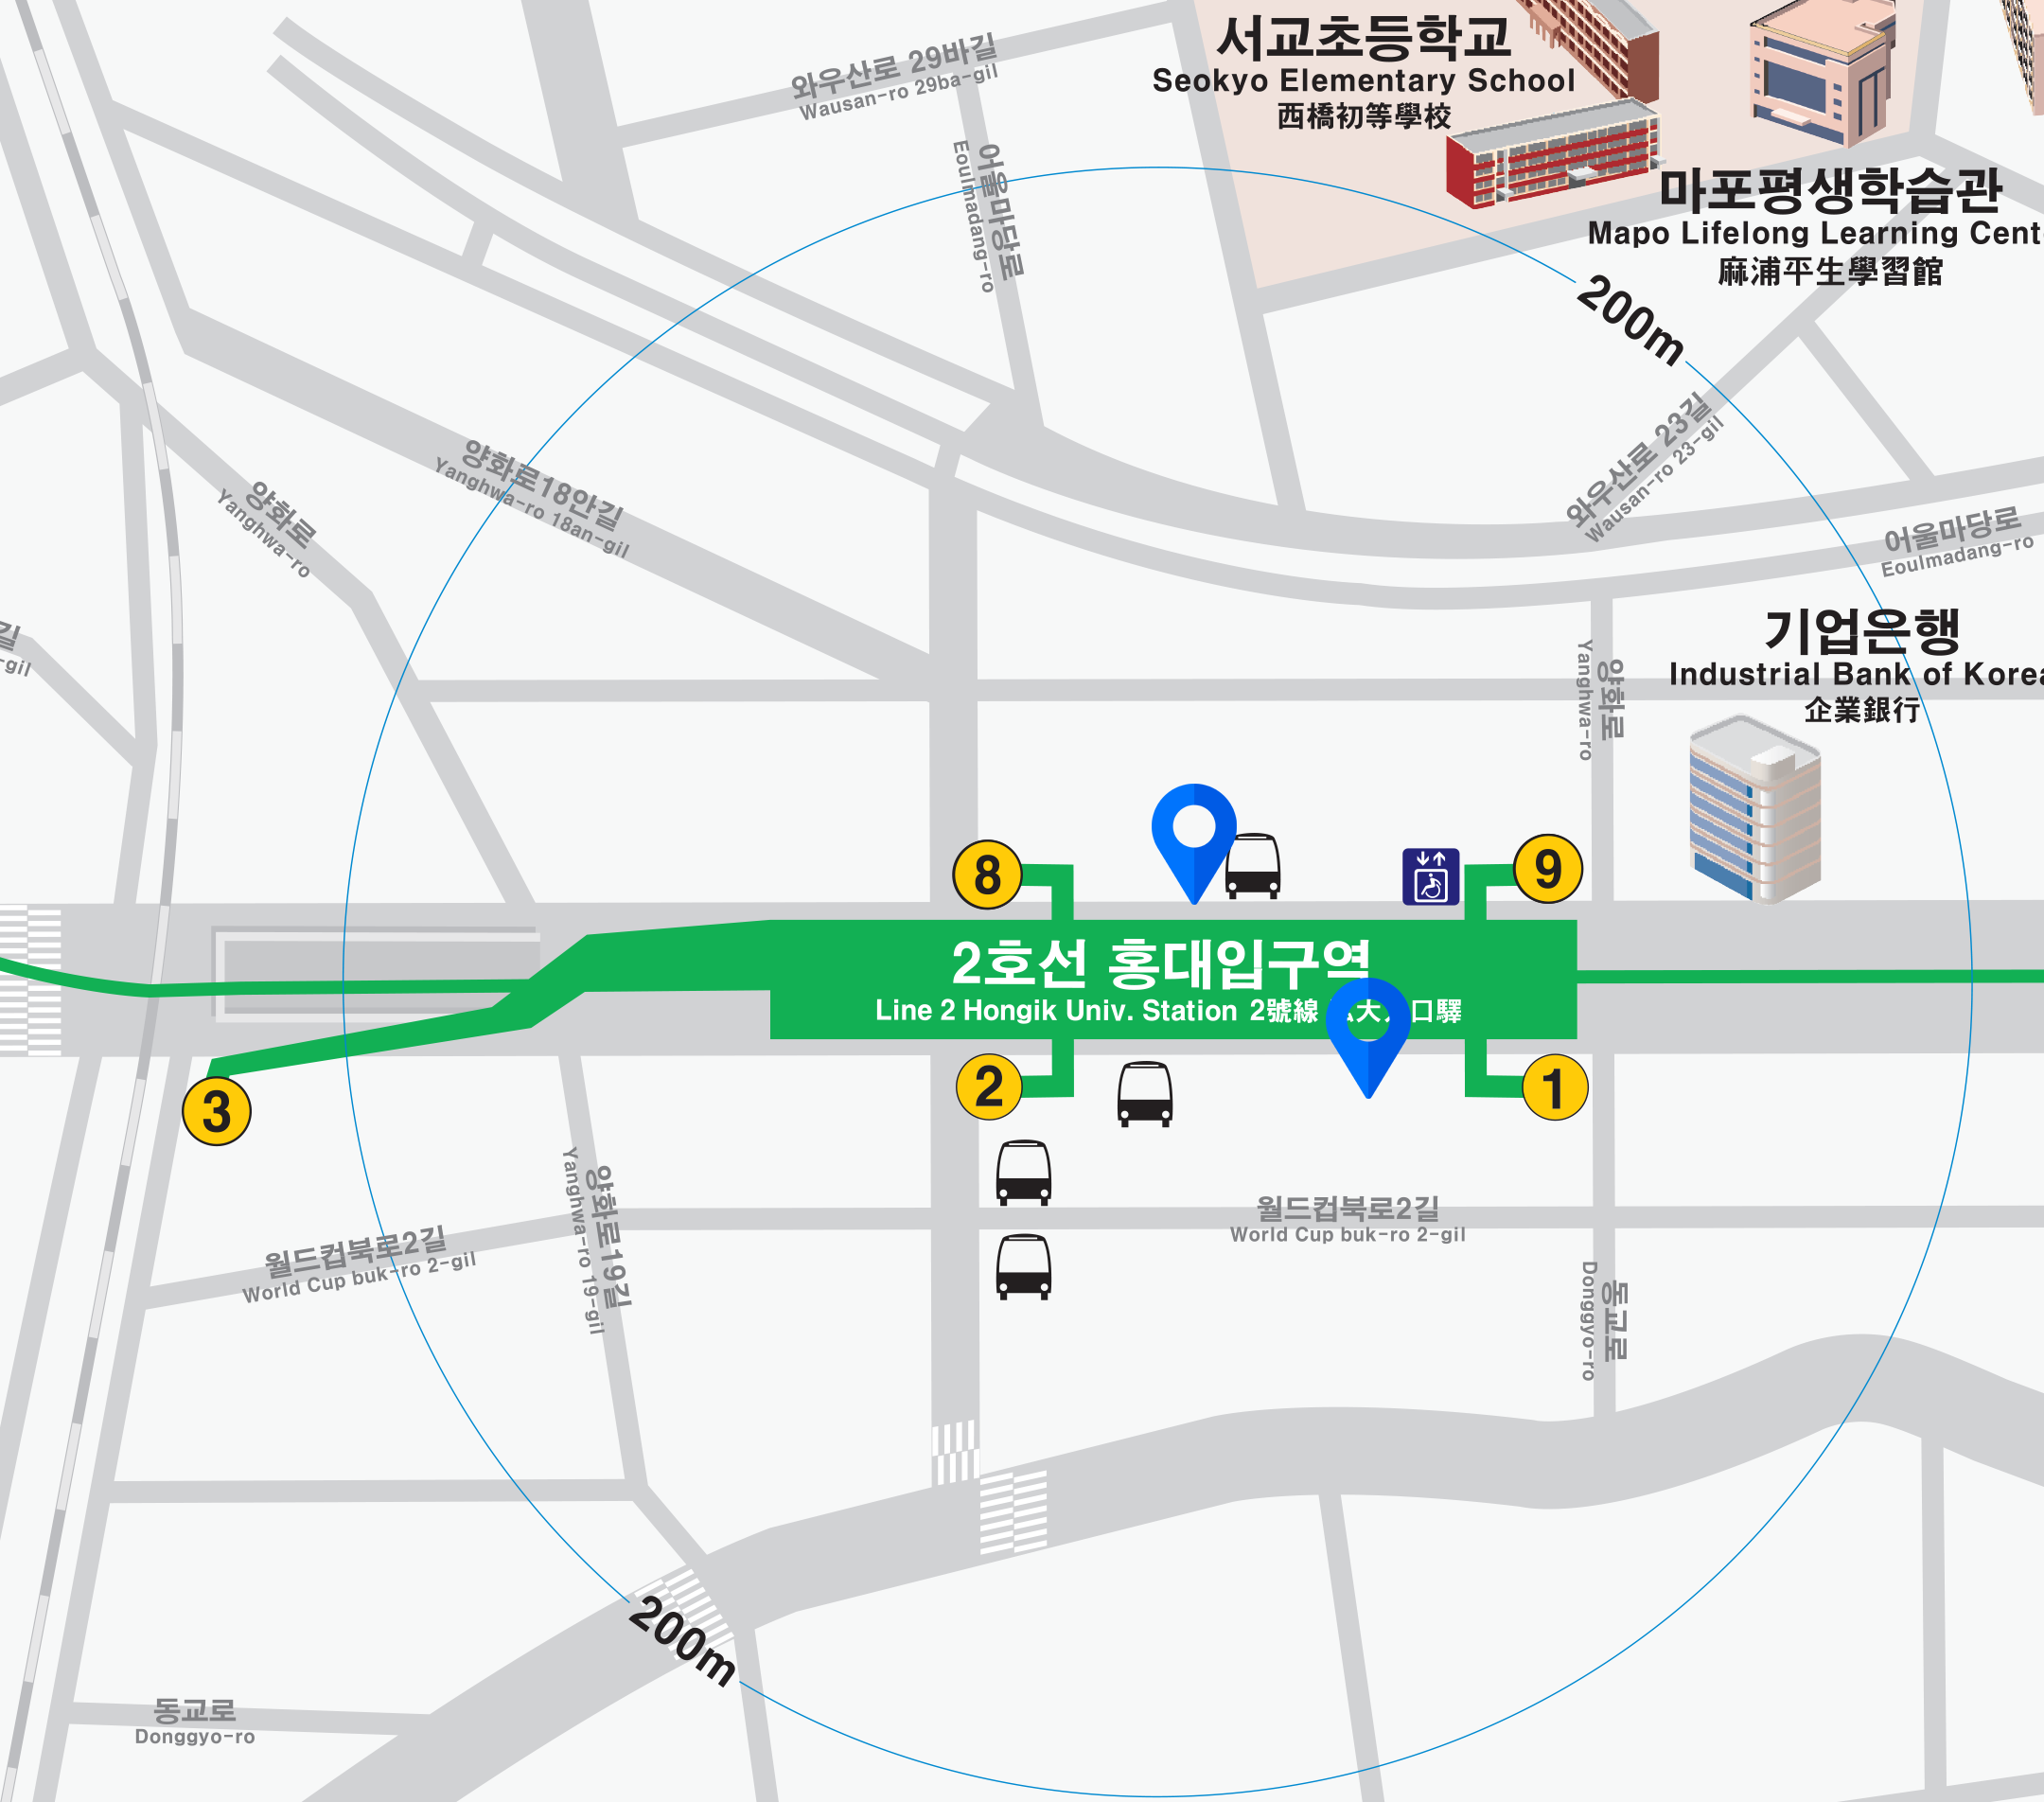 서교초등학교
Seokyo Elementary School
西橋初等學校
와우산로 29바길
Wausan-ro 29ba-gil
어울마당로
Eoulmadang-ro
마포평생학습관
Mapo Lifelong Learning Cent
麻浦平生學習館
200m
와우산로 23길
Wausan-ro 23-gil
양화로18안길
Yanghwa-ro 18an-gil
양화로
Yanghwa-ro
어울마당로
Eoulmadang-ro
길
-gil
기업은행
Industrial Bank of Korea
企業銀行
양화로
Yanghwa-ro
8
9
2호선 홍대입구역
Line 2 Hongik Univ. Station 2號線 大 口驛
3
2
1
양화로19길
Yanghwa-ro 19-gil
월드컵북로2길
World Cup buk-ro 2-gil
월드컵북로2길
World Cup buk-ro 2-gil
동교로
Donggyo-ro
200m
동교로
Donggyo-ro